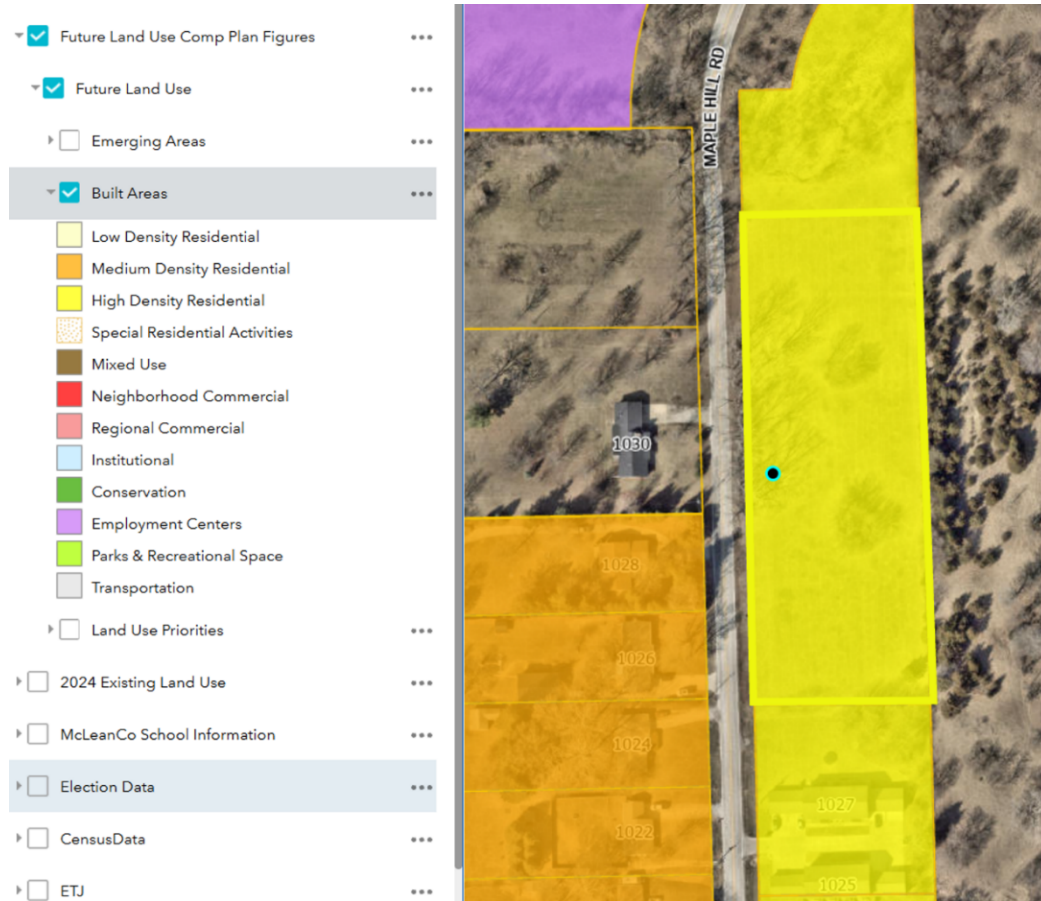 Future Land Use Comp Plan Figures
Future Land Use
Emerging Areas
Built Areas
Low Density Residential
Medium Density Residential
High Density Residential
Special Residential Activities
Mixed Use
Neighborhood Commercial
Regional Commercial
Institutional
Conservation
Employment Centers
Parks & Recreational Space
Transportation
Land Use Priorities
2024 Existing Land Use
McLeanCo School Information
Election Data
CensusData
ETJ
MAPLE HILL RD
1030
1028
1026
1024
1022
1027
1025